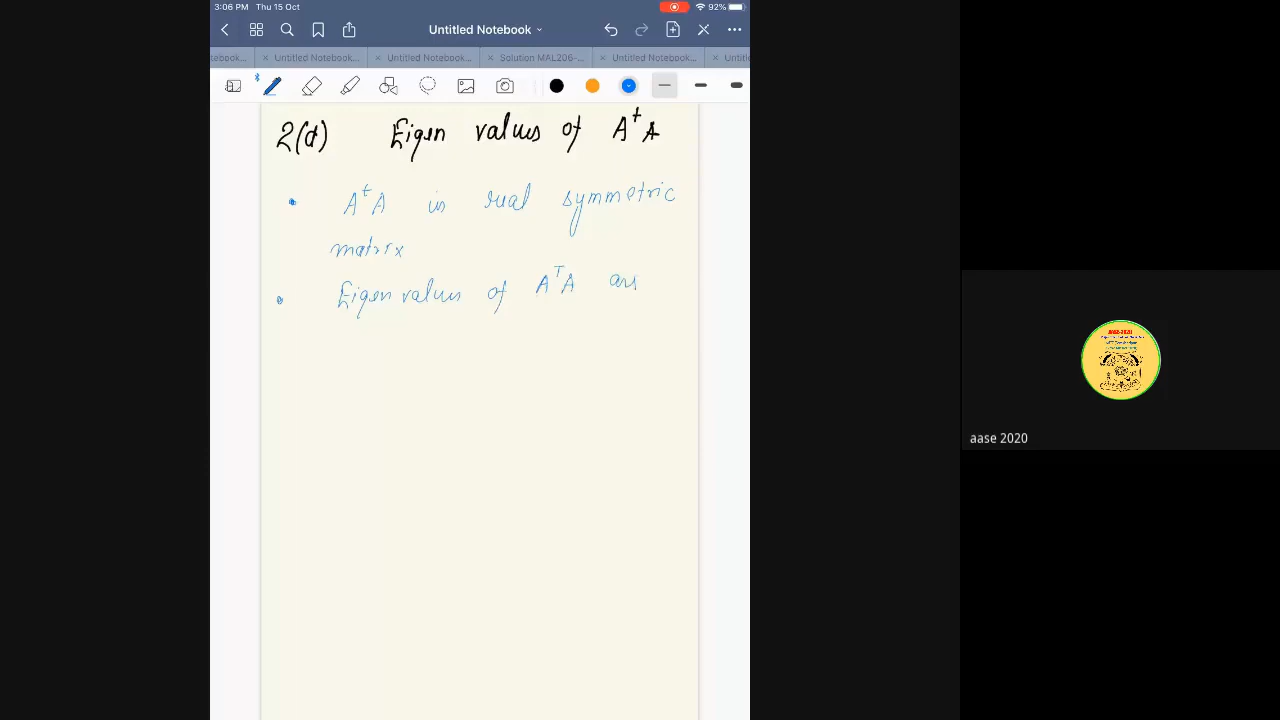 3:06 PM Thu 15 Oct
92%
Untitled Notebook
Untitled Notebook...
Untitled Notebook...
Solution MAL206-...
Untitled Notebook...
2(d) Eigen values of AᵗA
• AᵗA is real symmetric
matrix
• Eigen values of AᵀA are
aase 2020